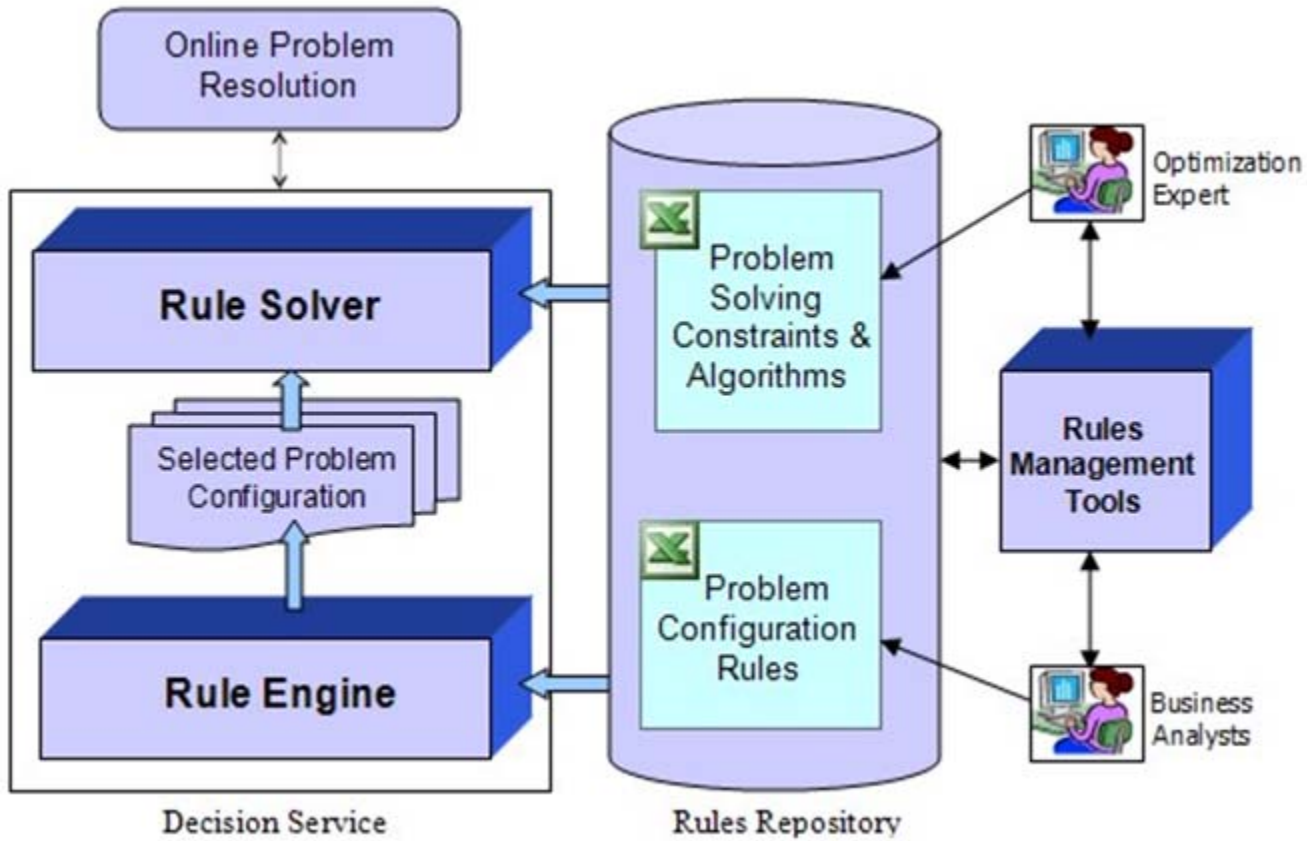 Online Problem
Resolution
Rule Solver
Selected Problem
Configuration
Rule Engine
Decision Service
Problem
Solving
Constraints &
Algorithms
Problem
Configuration
Rules
Rules Repository
Optimization
Expert
Rules
Management
Tools
Business
Analysts